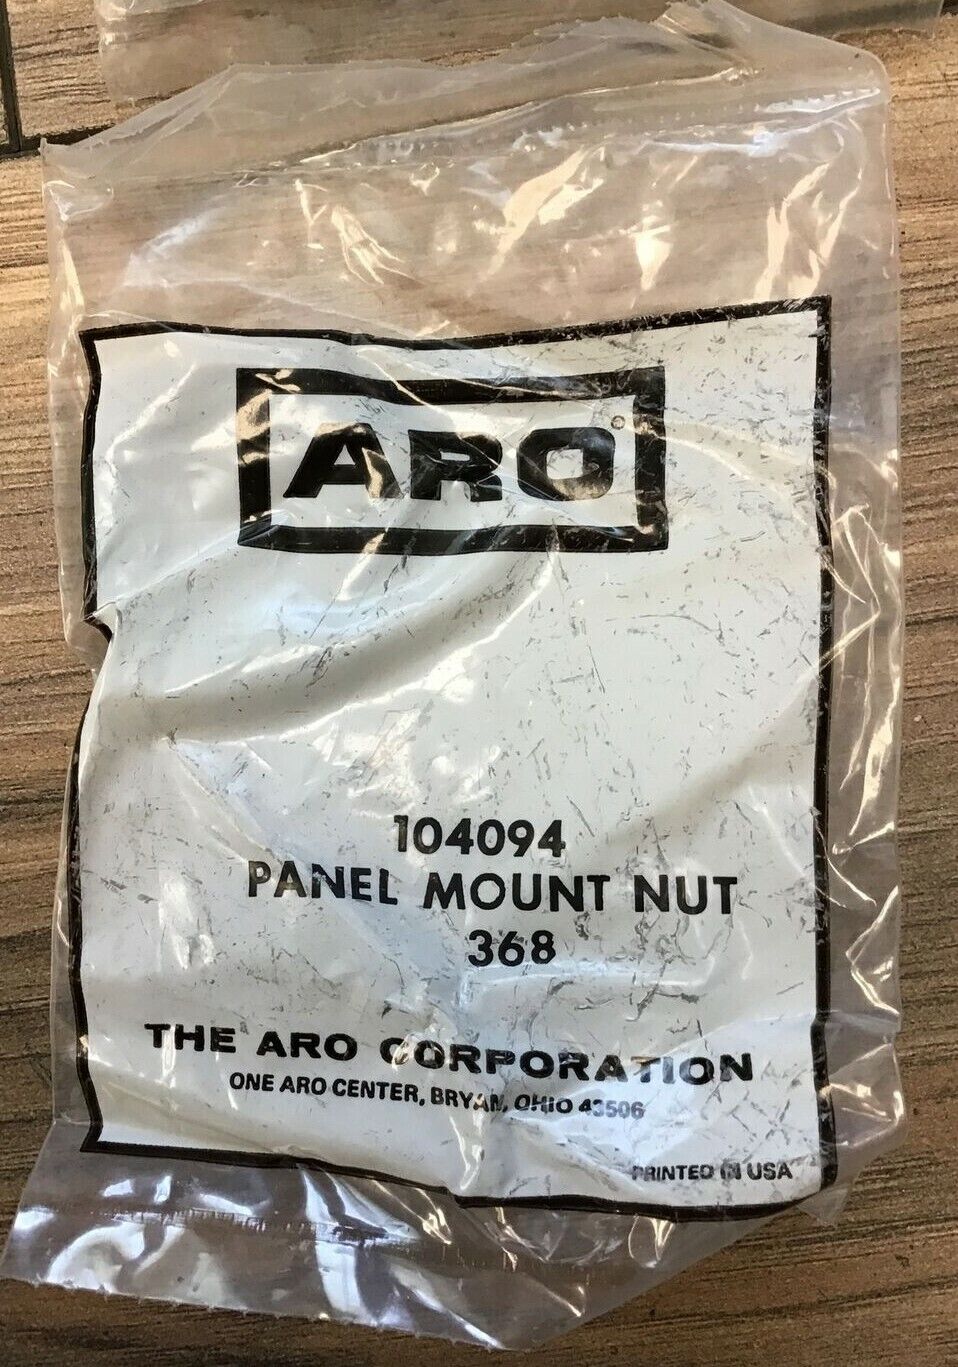 ARO®
104094
PANEL MOUNT NUT
368
THE ARO CORPORATION
ONE ARO CENTER, BRYAN, OHIO 43506
PRINTED IN USA